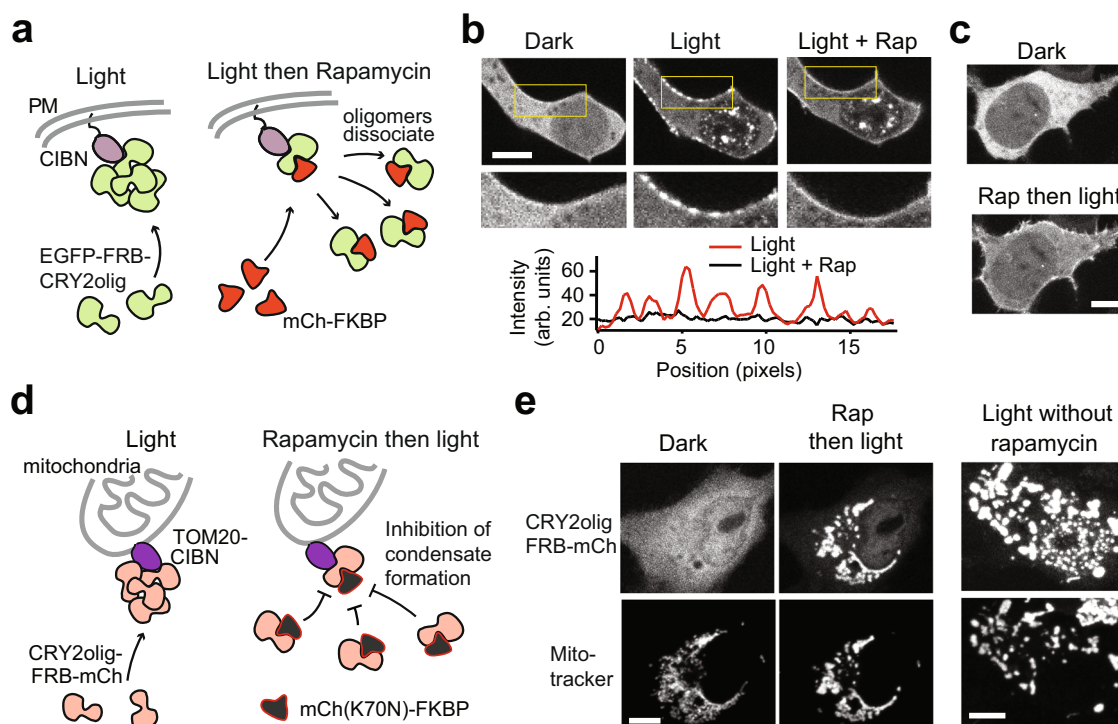 a
Light
Light then Rapamycin
PM
CIBN
oligomers
dissociate
EGFP-FRB-
CRY2olig
mCh-FKBP
b
Dark
Light
Light + Rap
Light
Light + Rap
Intensity
(arb. units)
60
40
20
0
5
10
15
Position (pixels)
c
Dark
Rap then light
d
Light
Rapamycin then light
mitochondria
TOM20-
CIBN
Inhibition of
condensate
formation
CRY2olig-
FRB-mCh
mCh(K70N)-FKBP
e
Dark
Rap
then light
Light without
rapamycin
CRY2olig
FRB-mCh
Mito-
tracker